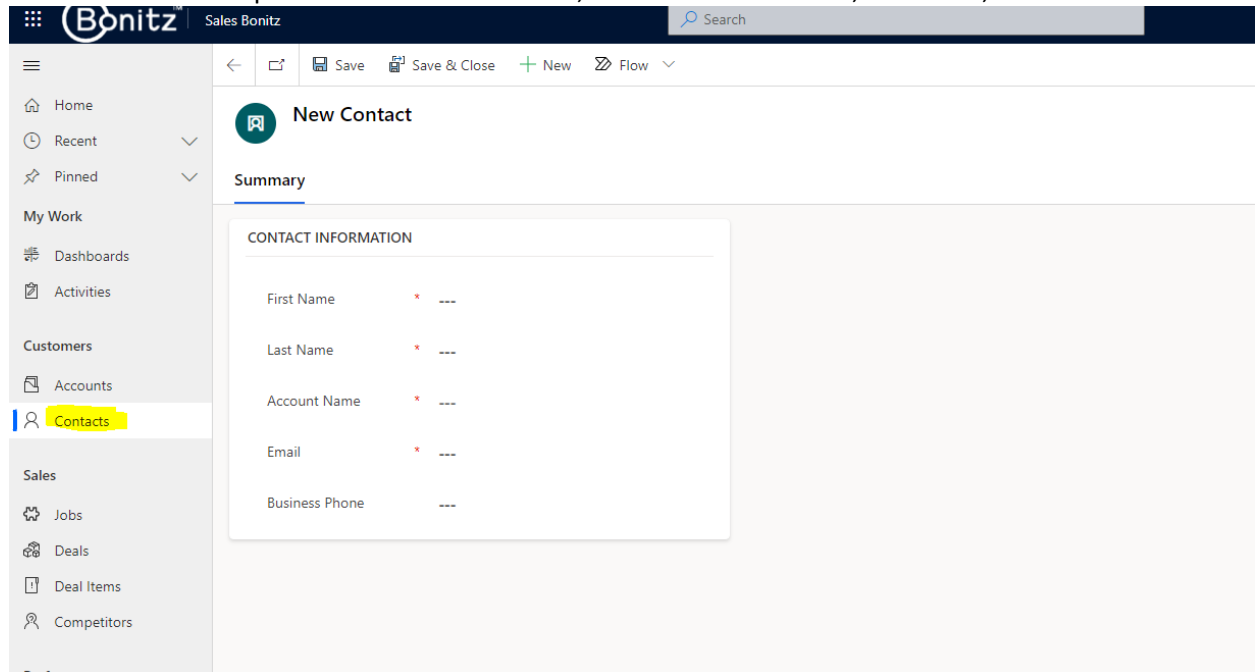 Bonitz™ Sales Bonitz Search
Save Save & Close New Flow
Home
Recent
Pinned
My Work
Dashboards
Activities
Customers
Accounts
Contacts
Sales
Jobs
Deals
Deal Items
Competitors
New Contact
Summary
CONTACT INFORMATION
First Name * ---
Last Name * ---
Account Name * ---
Email * ---
Business Phone ---